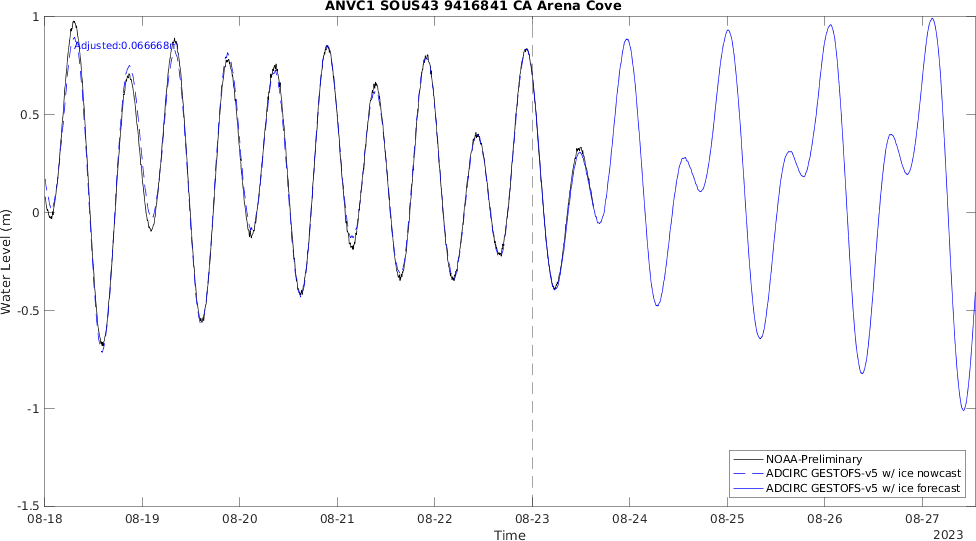 ANVC1 SOUS43 9416841 CA Arena Cove
Adjusted:0.066668m
Water Level (m)
1
0.5
0
-0.5
-1
-1.5
NOAA-Preliminary
ADCIRC GESTOFS-v5 w/ ice nowcast
ADCIRC GESTOFS-v5 w/ ice forecast
08-18 08-19 08-20 08-21 08-22 08-23 08-24 08-25 08-26 08-27
Time
2023